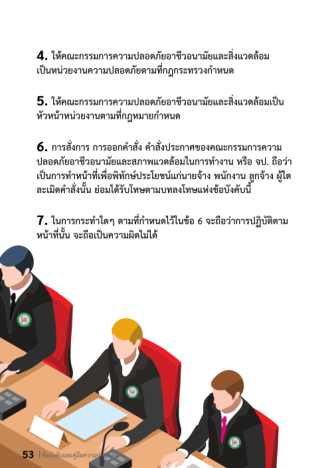 4. ให้คณะกรรมการความปลอดภัยอาชีวอนามัยและสิ่งแวดล้อม
เป็นหน่วยงานความปลอดภัยตามที่กฎกระทรวงกำหนด
5. ให้คณะกรรมการความปลอดภัยอาชีวอนามัยและสิ่งแวดล้อมเป็น
หัวหน้าหน่วยงานตามที่กฎหมายกำหนด
6. การสั่งการ การออกคำสั่ง คำสั่งประกาศของคณะกรรมการความ
ปลอดภัยอาชีวอนามัยและสภาพแวดล้อมในการทำงาน หรือ จป. ถือว่า
เป็นการทำหน้าที่เพื่อพิทักษ์ประโยชน์แก่นายจ้าง พนักงาน ลูกจ้าง ผู้ใด
ละเมิดคำสั่งนั้น ย่อมได้รับโทษตามบทลงโทษแห่งข้อบังคับนี้
7. ในการกระทำใดๆ ตามที่กำหนดไว้ในข้อ 6 จะถือว่าการปฏิบัติตาม
หน้าที่นั้น จะถือเป็นความผิดไม่ได้
53 | ข้อบังคับและคู่มือความ